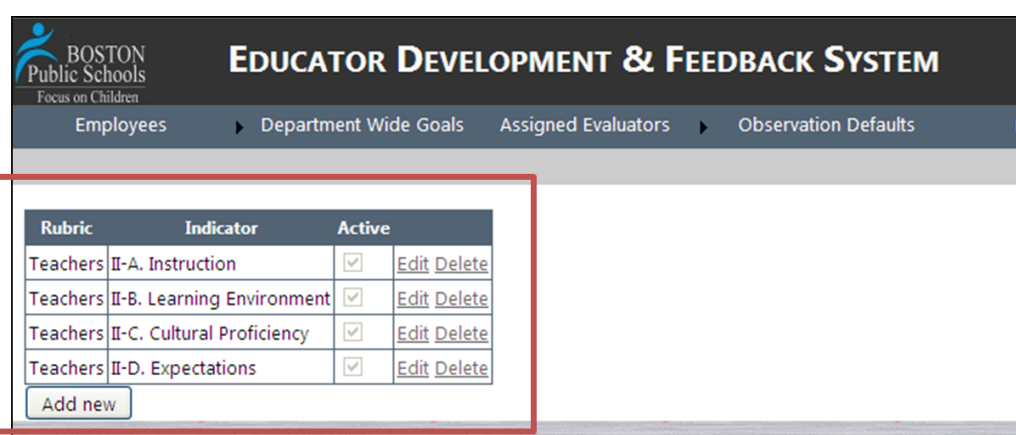 BOSTON
Public Schools
Focus on Children
EDUCATOR DEVELOPMENT & FEEDBACK SYSTEM
Employees Department Wide Goals Assigned Evaluators Observation Defaults
Rubric Indicator Active
Teachers II-A. Instruction Edit Delete
Teachers II-B. Learning Environment Edit Delete
Teachers II-C. Cultural Proficiency Edit Delete
Teachers II-D. Expectations Edit Delete
Add new